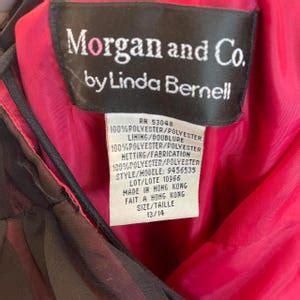 Morgan and Co.
by Linda Bernell
RN 53048
100%POLYESTER/POLYESTER
LINING/DOUBLURE
100%POLYESTER/POLYESTER
NETTING/FABRICATION
100%POLYESTER/POLYESTER
STYLE/MODELE: 9456535
LOT/LOTE 10966
MADE IN HONG KONG
FAIT A HONG KONG
SIZE/TAILLE
13/14